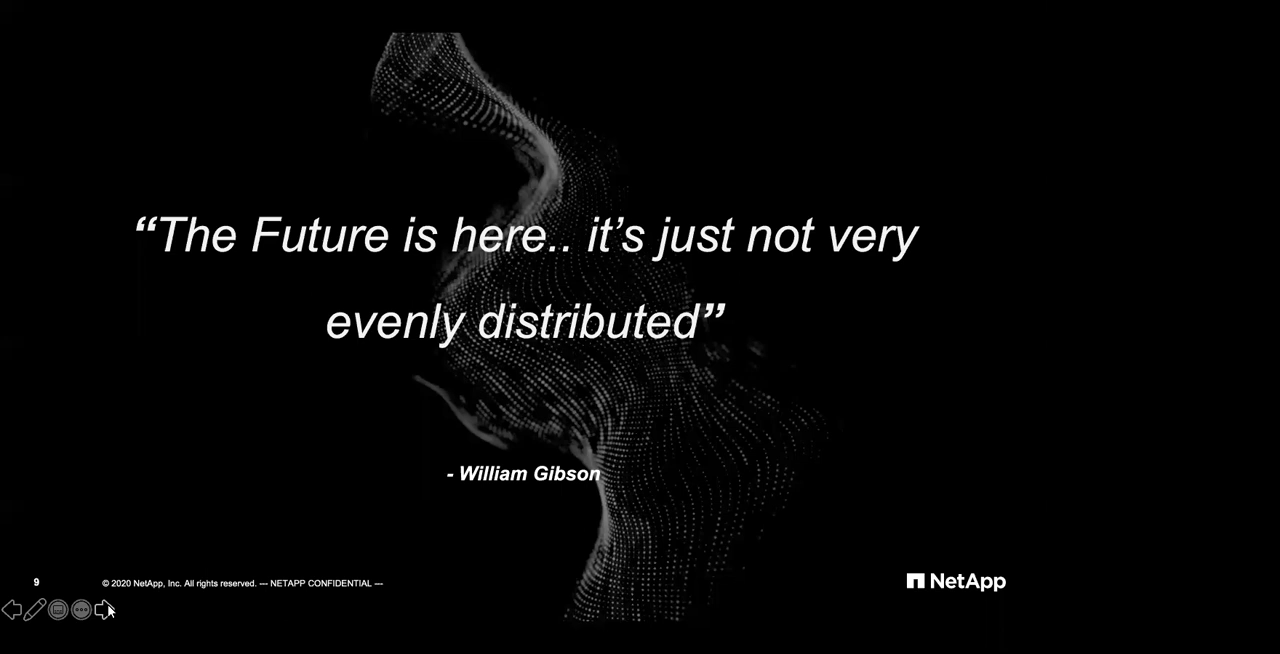 “The Future is here.. it’s just not very
evenly distributed”
- William Gibson
9
© 2020 NetApp, Inc. All rights reserved. — NETAPP CONFIDENTIAL —
NetApp